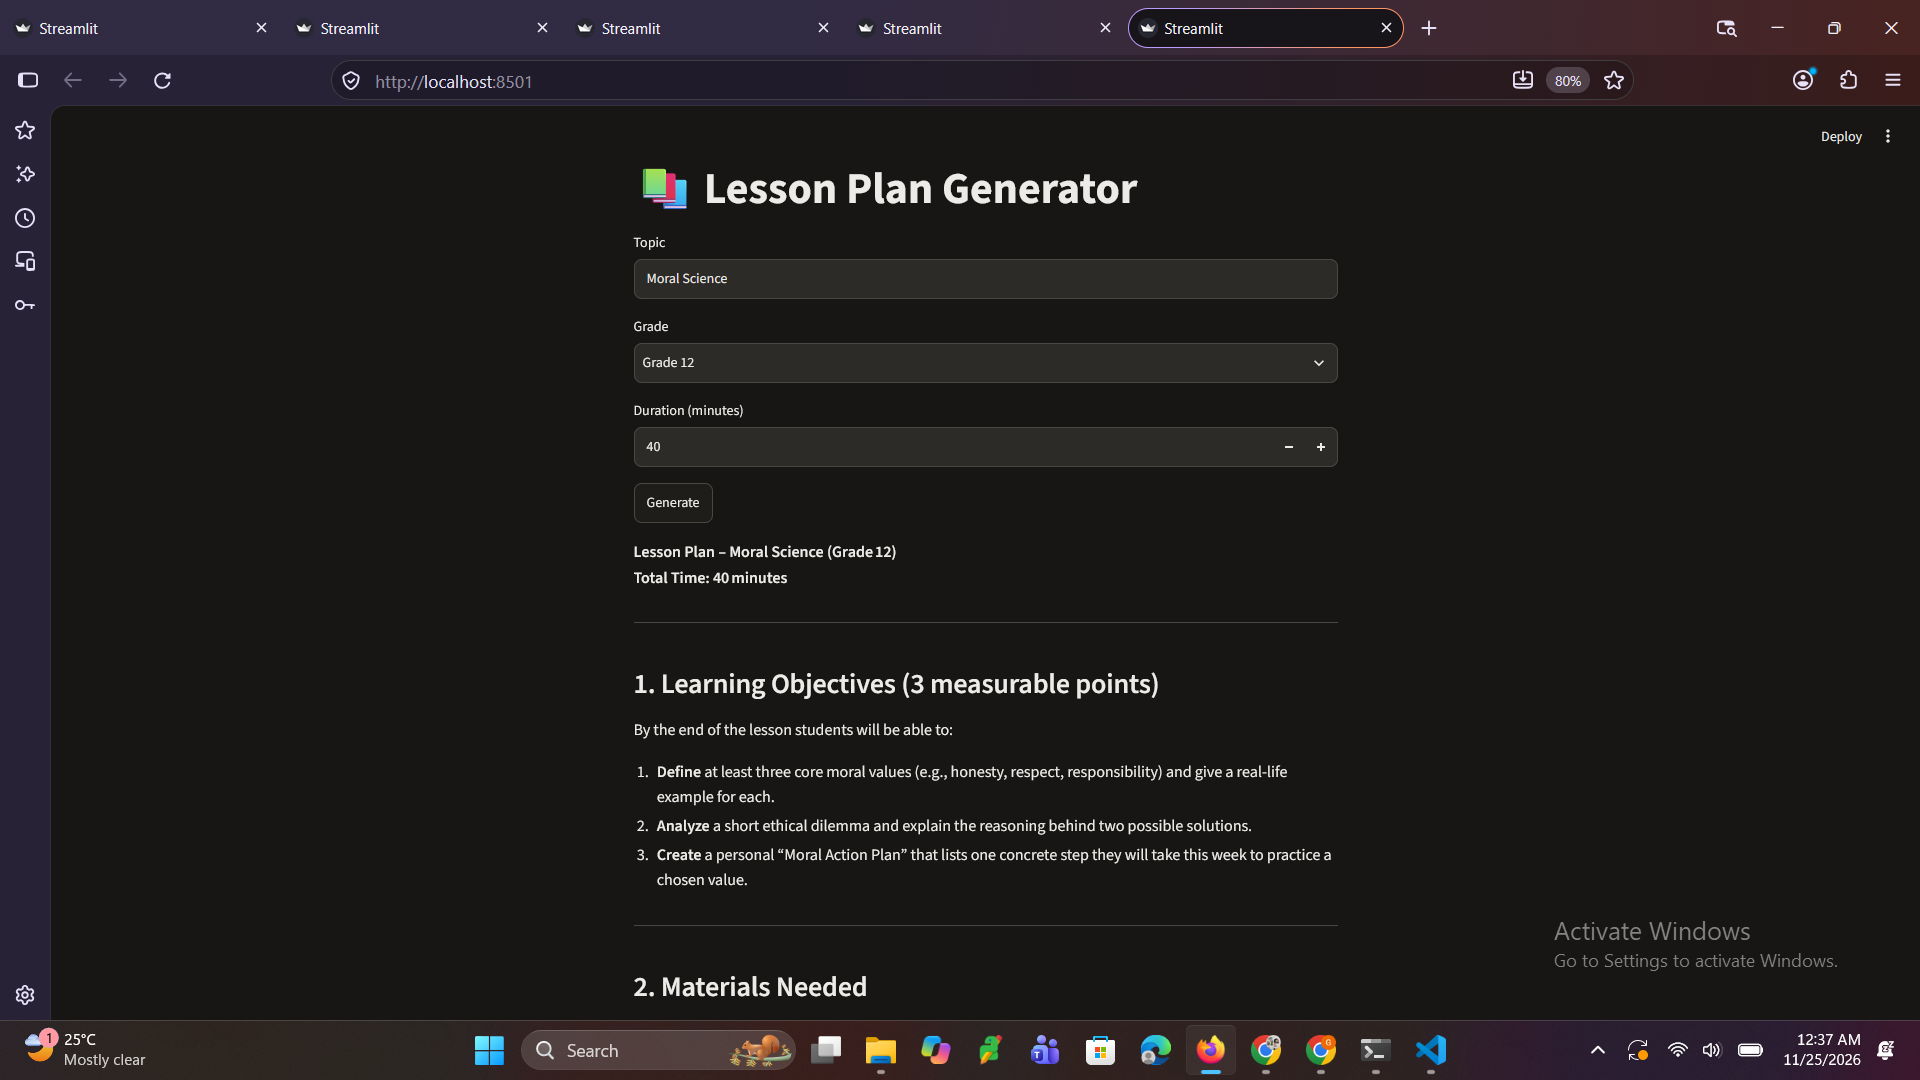 Streamlit
Streamlit
Streamlit
Streamlit
Streamlit
http://localhost:8501
80%
Deploy
Lesson Plan Generator
Topic
Moral Science
Grade
Grade 12
Duration (minutes)
40
Generate
Lesson Plan – Moral Science (Grade 12)
Total Time: 40 minutes
1. Learning Objectives (3 measurable points)
By the end of the lesson students will be able to:
1. Define at least three core moral values (e.g., honesty, respect, responsibility) and give a real-life
example for each.
2. Analyze a short ethical dilemma and explain the reasoning behind two possible solutions.
3. Create a personal “Moral Action Plan” that lists one concrete step they will take this week to practice a
chosen value.
2. Materials Needed
Activate Windows
Go to Settings to activate Windows.
1
25°C
Mostly clear
Search
12:37 AM
11/25/2026